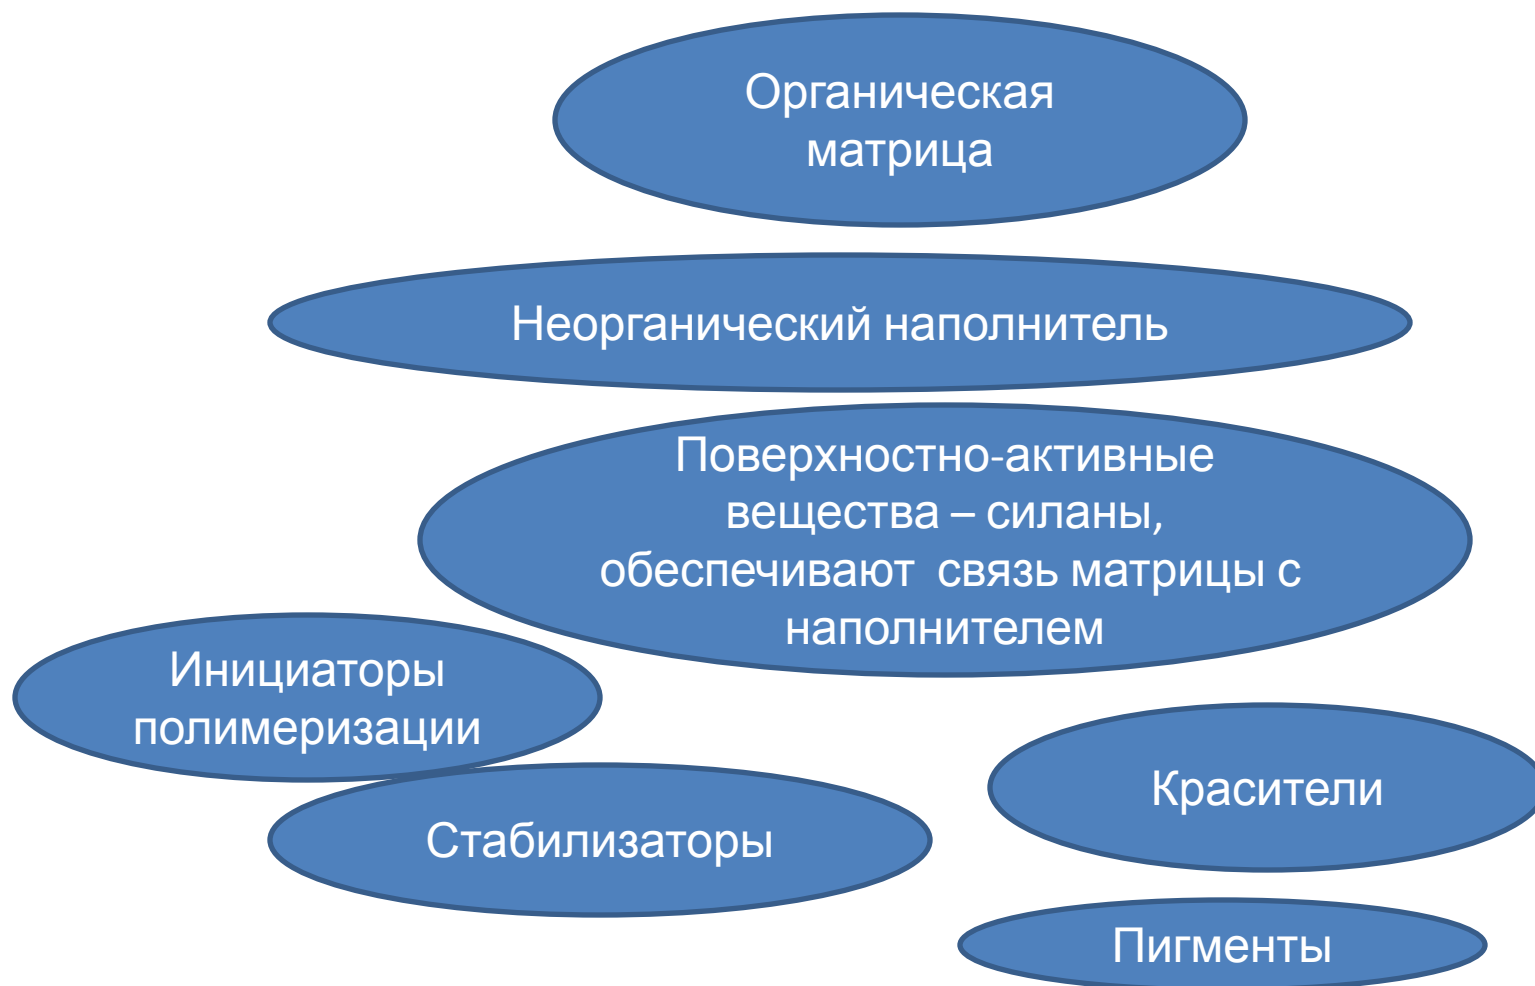 Органическая
матрица
Неорганический наполнитель
Поверхностно-активные
вещества – силаны,
обеспечивают  связь матрицы с
наполнителем
Инициаторы
полимеризации
Красители
Стабилизаторы
Пигменты